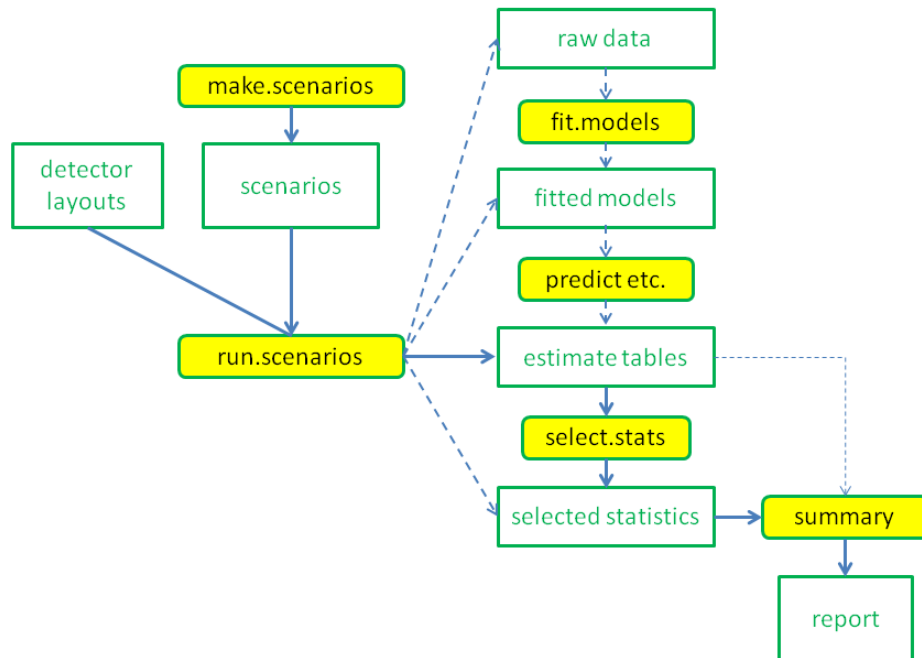 raw data
make.scenarios
fit.models
detector
layouts
scenarios
fitted models
predict etc.
run.scenarios
estimate tables
select.stats
selected statistics
summary
report